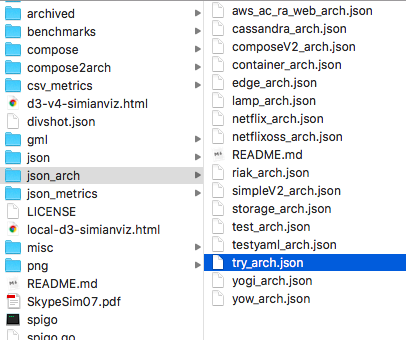 archived
benchmarks
compose
compose2arch
csv_metrics
d3-v4-simianviz.html
divshot.json
gml
json
json_arch
json_metrics
LICENSE
local-d3-simianviz.html
misc
png
README.md
SkypeSim07.pdf
spigo
spigo.go
aws_ac_ra_web_arch.json
cassandra_arch.json
composeV2_arch.json
container_arch.json
edge_arch.json
lamp_arch.json
netflix_arch.json
netflixoss_arch.json
README.md
riak_arch.json
simpleV2_arch.json
storage_arch.json
test_arch.json
testyaml_arch.json
try_arch.json
yogi_arch.json
yow_arch.json